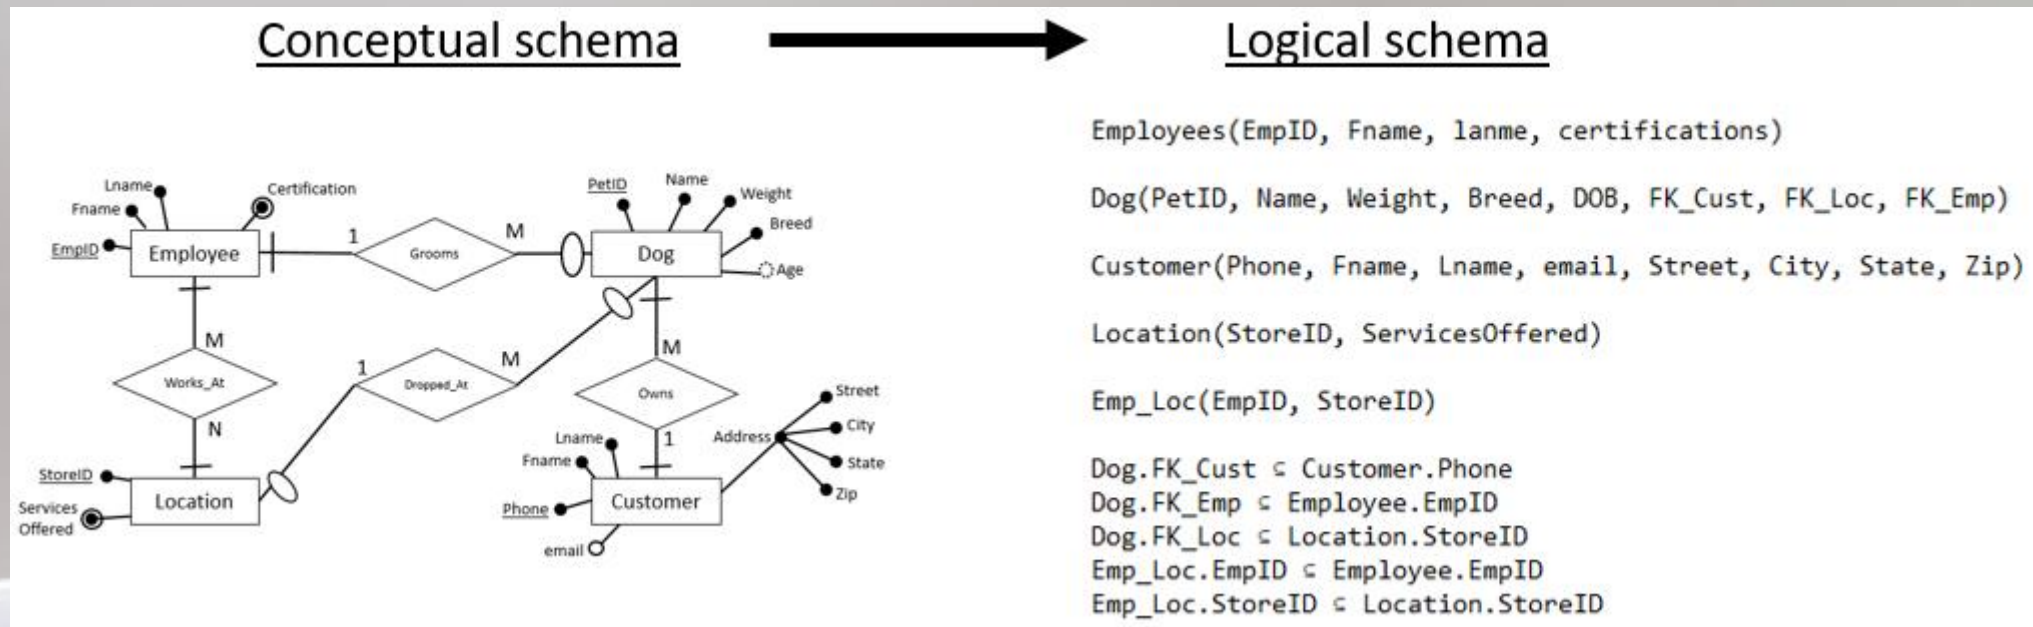 Conceptual schema
Logical schema
Lname
Fname
EmpID
Certification
Employee
1
Grooms
M
PetID
Name
Weight
Breed
Age
Dog
M
Works_At
N
1
Dropped_At
M
M
Owns
1
StoreID
Services
Offered
Location
Lname
Fname
Phone
email
Customer
Address
Street
City
State
Zip
Employees(EmpID, Fname, lanme, certifications)
Dog(PetID, Name, Weight, Breed, DOB, FK_Cust, FK_Loc, FK_Emp)
Customer(Phone, Fname, Lname, email, Street, City, State, Zip)
Location(StoreID, ServicesOffered)
Emp_Loc(EmpID, StoreID)
Dog.FK_Cust ⊆ Customer.Phone
Dog.FK_Emp ⊆ Employee.EmpID
Dog.FK_Loc ⊆ Location.StoreID
Emp_Loc.EmpID ⊆ Employee.EmpID
Emp_Loc.StoreID ⊆ Location.StoreID